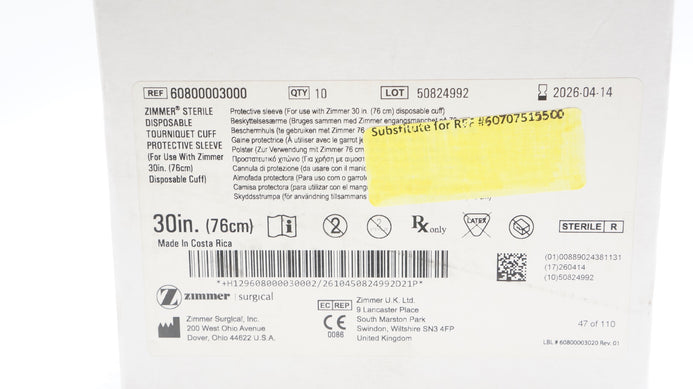 REF 60800003000 QTY 10 LOT 50824992 2026-04-14
ZIMMER® STERILE
DISPOSABLE
TOURNIQUET CUFF
PROTECTIVE SLEEVE
(For Use With Zimmer
30in. (76cm)
Disposable Cuff)
Protective sleeve (For use with Zimmer 30 in. (76 cm) disposable cuff)
Beskyttelsesærme (Bruges sammen med Zimmer engangsmanchet
Beschermhuls (te gebruiken met Zimmer 76
Gaine protectrice (À utiliser avec le garrot
Polster (Zur Verwendung mit Zimmer 76 cm
Προστατευτικό χιτώνιο (Για χρήση με
Cannula di protezione (da usare con il
Almofada protectora (Para uso com o
Camisa protectora (para utilizar con el
Skyddsstrumpa (för användning tillsammans
Substitute for REF #60707515500
30in. (76cm) Rx only LATEX STERILE R
Made in Costa Rica
*+H129608000030002/2610450824992D21P*
(01)00889024381131
(17)260414
(10)50824992
zimmer surgical
Zimmer Surgical, Inc.
200 West Ohio Avenue
Dover, Ohio 44622 U.S.A.
EC REP
CE
0086
Zimmer U.K. Ltd.
9 Lancaster Place
South Marston Park
Swindon, Wiltshire SN3 4FP
United Kingdom
47 of 110
LBL # 60800003020 Rev. 01